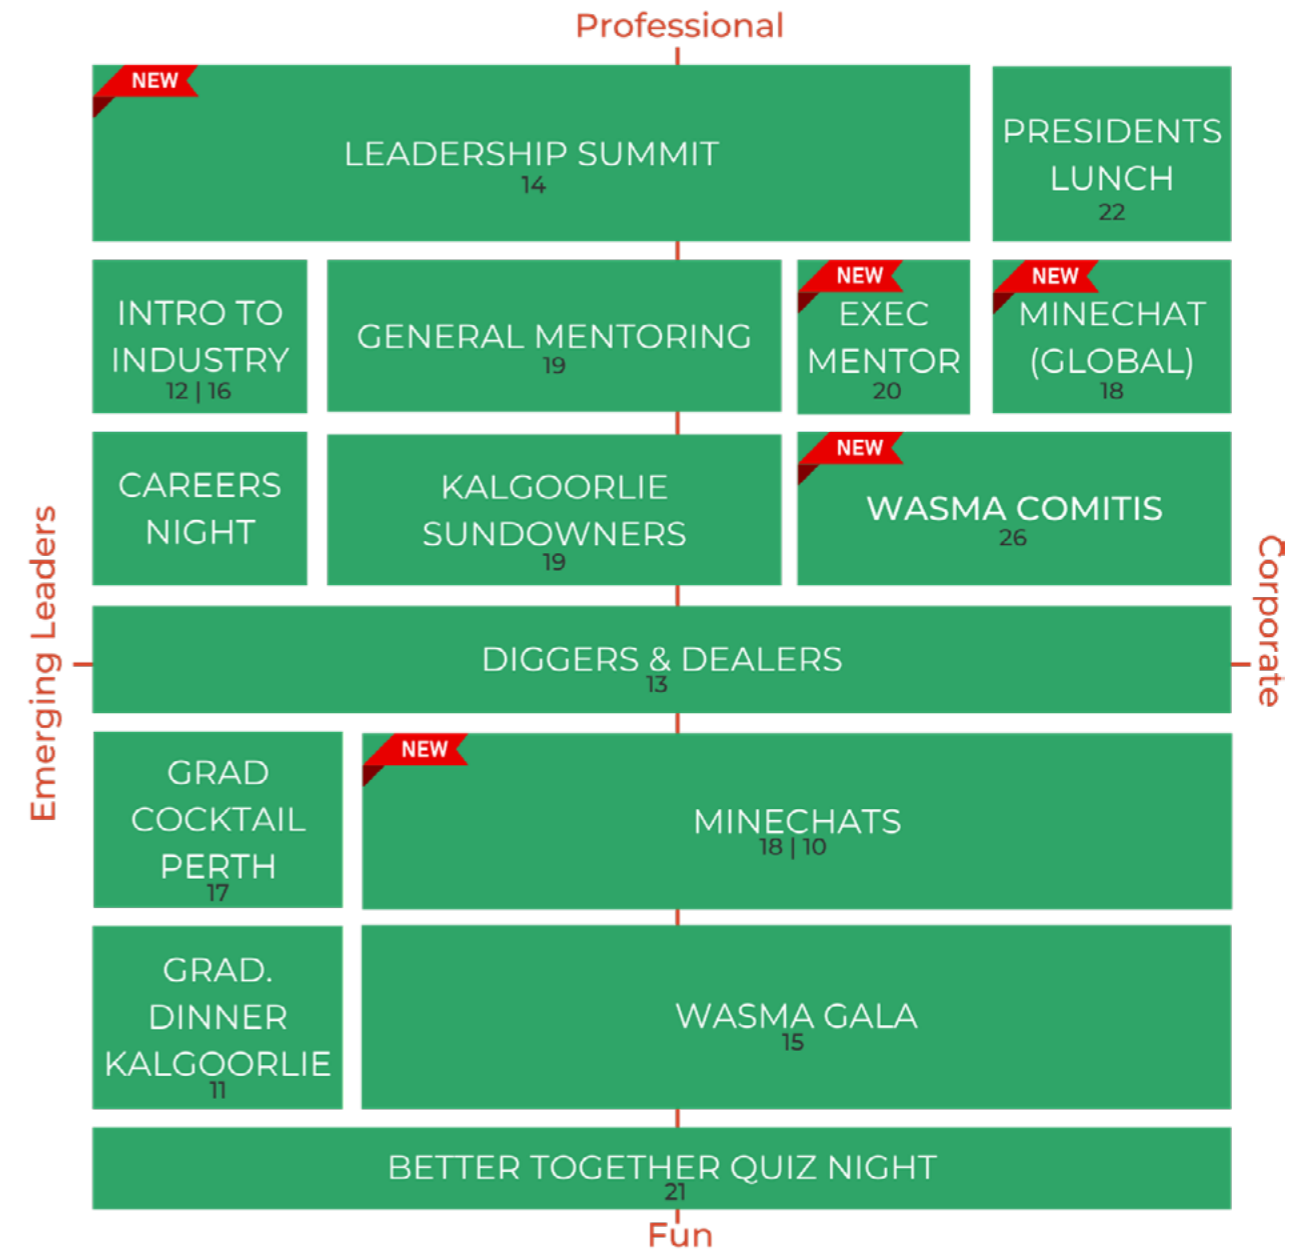 Professional
NEW
LEADERSHIP SUMMIT
14
PRESIDENTS
LUNCH
22
INTRO TO
INDUSTRY
12 | 16
GENERAL MENTORING
19
NEW
EXEC
MENTOR
20
NEW
MINECHAT
(GLOBAL)
18
CAREERS
NIGHT
KALGOORLIE
SUNDOWNERS
19
NEW
WASMA COMITIS
26
Emerging Leaders
Corporate
DIGGERS & DEALERS
13
GRAD
COCKTAIL
PERTH
17
NEW
MINECHATS
18 | 10
GRAD.
DINNER
KALGOORLIE
11
WASMA GALA
15
BETTER TOGETHER QUIZ NIGHT
21
Fun